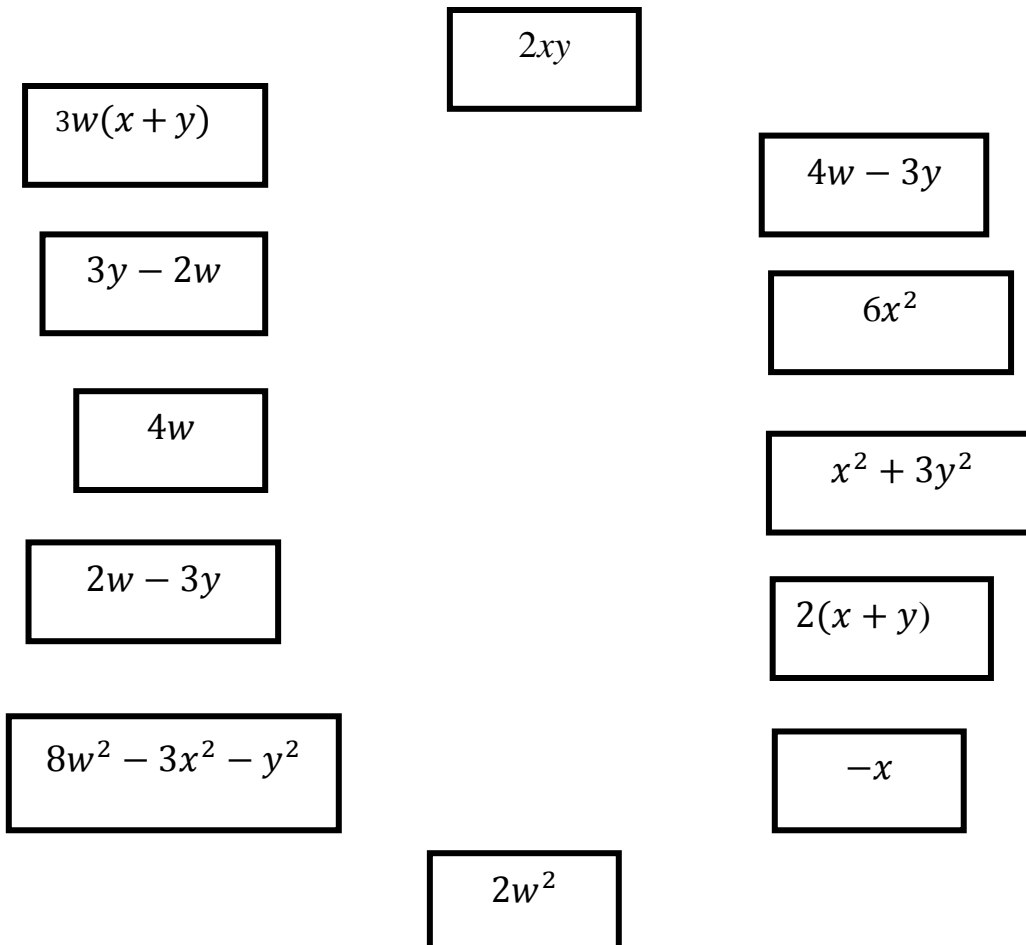 2xy
3w(x + y)
4w − 3y
3y − 2w
6x²
4w
x² + 3y²
2w − 3y
2(x + y)
8w² − 3x² − y²
−x
2w²